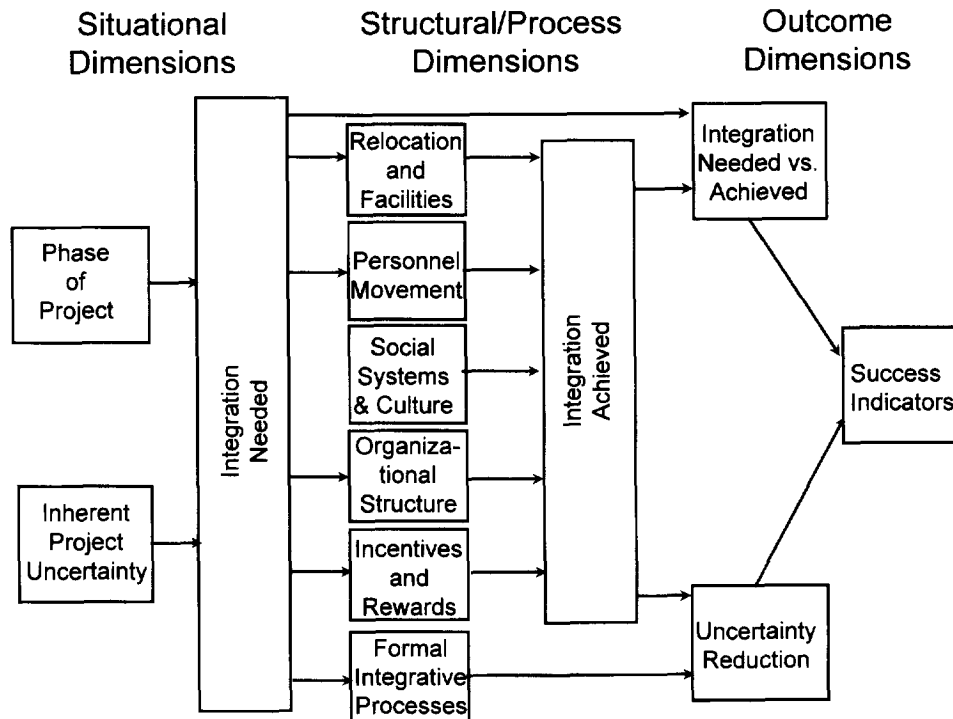 Situational
Dimensions
Structural/Process
Dimensions
Outcome
Dimensions
Phase
of
Project
Inherent
Project
Uncertainty
Integration
Needed
Relocation
and
Facilities
Personnel
Movement
Social
Systems
& Culture
Organiza-
tional
Structure
Incentives
and
Rewards
Formal
Integrative
Processes
Integration
Achieved
Integration
Needed vs.
Achieved
Uncertainty
Reduction
Success
Indicators